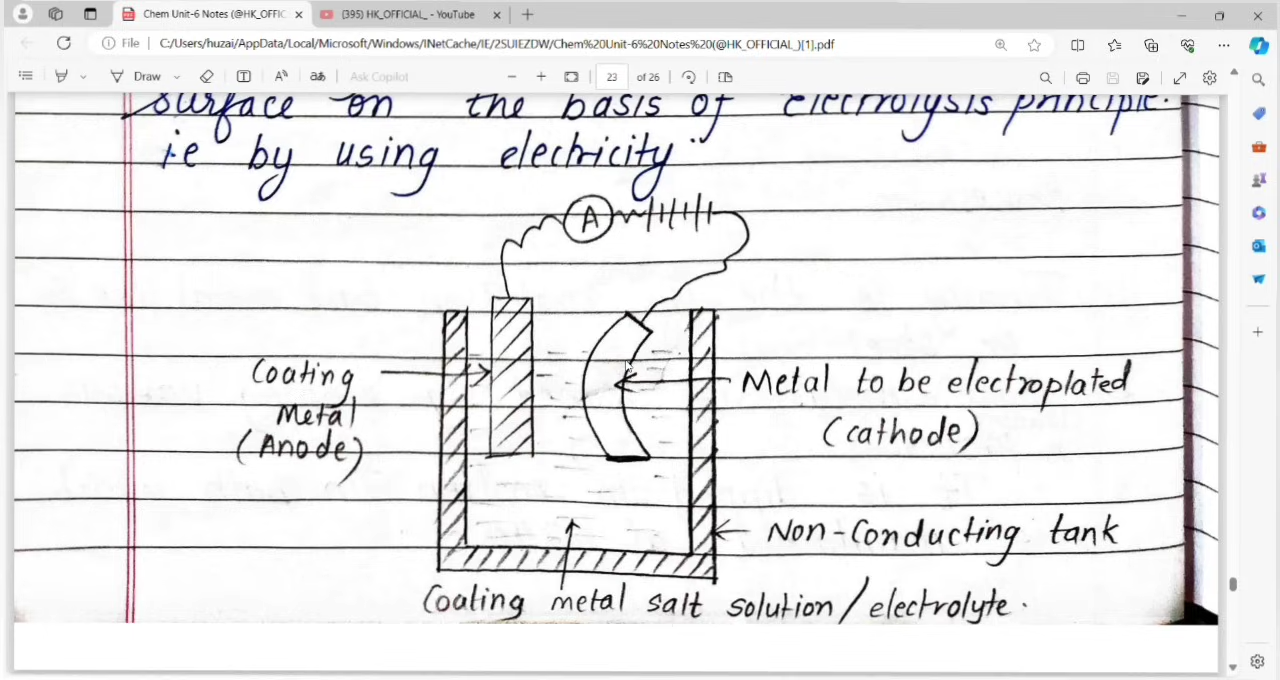 Chem Unit-6 Notes (@HK_OFFIC
(395) HK_OFFICIAL_ - YouTube
File
C:/Users/huzai/AppData/Local/Microsoft/Windows/INetCache/IE/2SUIEZDW/Chem%20Unit-6%20Notes%20(@HK_OFFICIAL_)[1].pdf
Draw
Ask Copilot
23 of 26
surface on the basis of electrolysis principle.
i.e by using electricity
A
Coating
Metal
(Anode)
Metal to be electroplated
(cathode)
Non-Conducting tank
Coating metal salt solution/electrolyte.